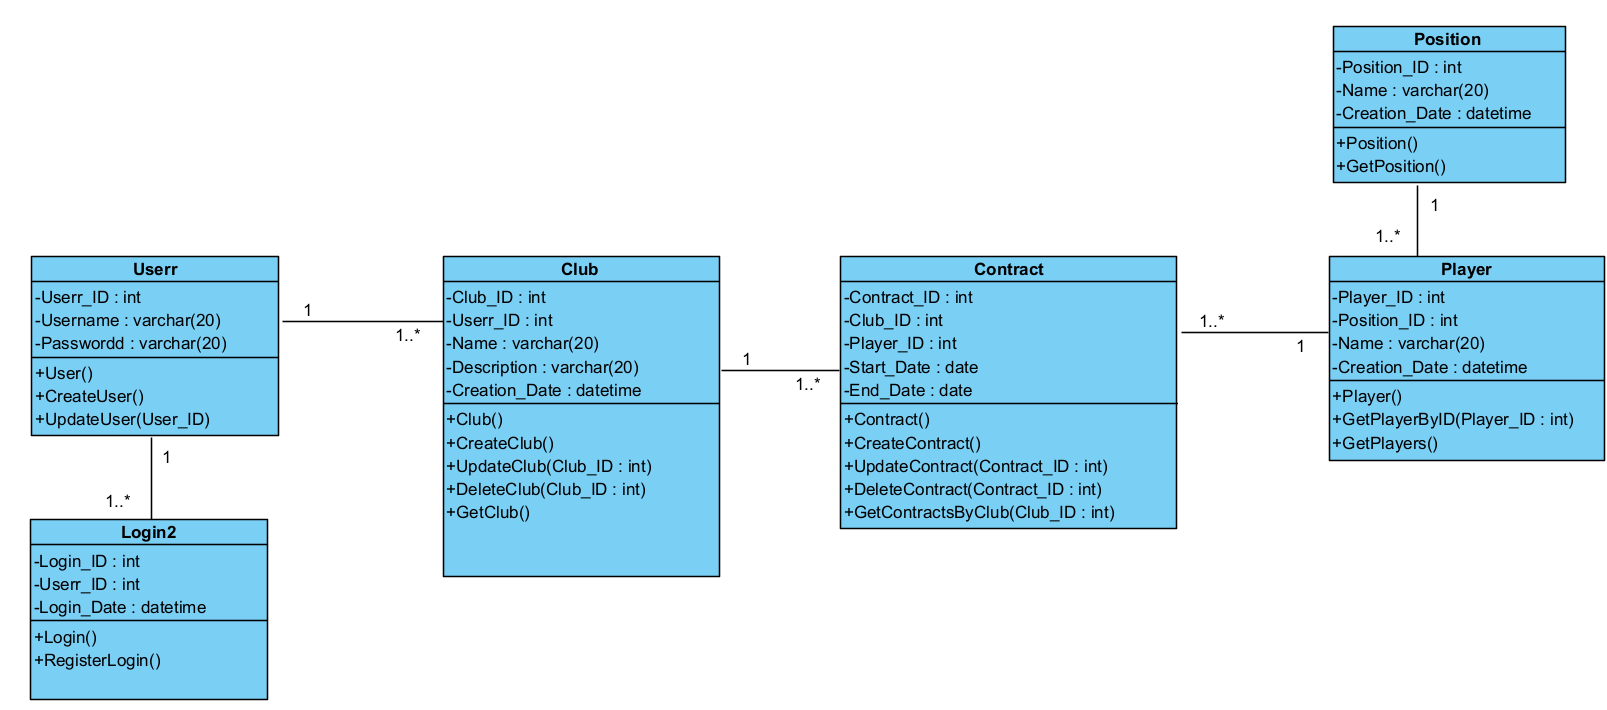 Position
-Position_ID : int
-Name : varchar(20)
-Creation_Date : datetime
+Position()
+GetPosition()
1
1..*
Userr
-Userr_ID : int
-Username : varchar(20)
-Passwordd : varchar(20)
+User()
+CreateUser()
+UpdateUser(User_ID)
1
1..*
Club
-Club_ID : int
-Userr_ID : int
-Name : varchar(20)
-Description : varchar(20)
-Creation_Date : datetime
+Club()
+CreateClub()
+UpdateClub(Club_ID : int)
+DeleteClub(Club_ID : int)
+GetClub()
1
1..*
Contract
-Contract_ID : int
-Club_ID : int
-Player_ID : int
-Start_Date : date
-End_Date : date
+Contract()
+CreateContract()
+UpdateContract(Contract_ID : int)
+DeleteContract(Contract_ID : int)
+GetContractsByClub(Club_ID : int)
1..*
1
Player
-Player_ID : int
-Position_ID : int
-Name : varchar(20)
-Creation_Date : datetime
+Player()
+GetPlayerByID(Player_ID : int)
+GetPlayers()
1
1..*
Login2
-Login_ID : int
-Userr_ID : int
-Login_Date : datetime
+Login()
+RegisterLogin()